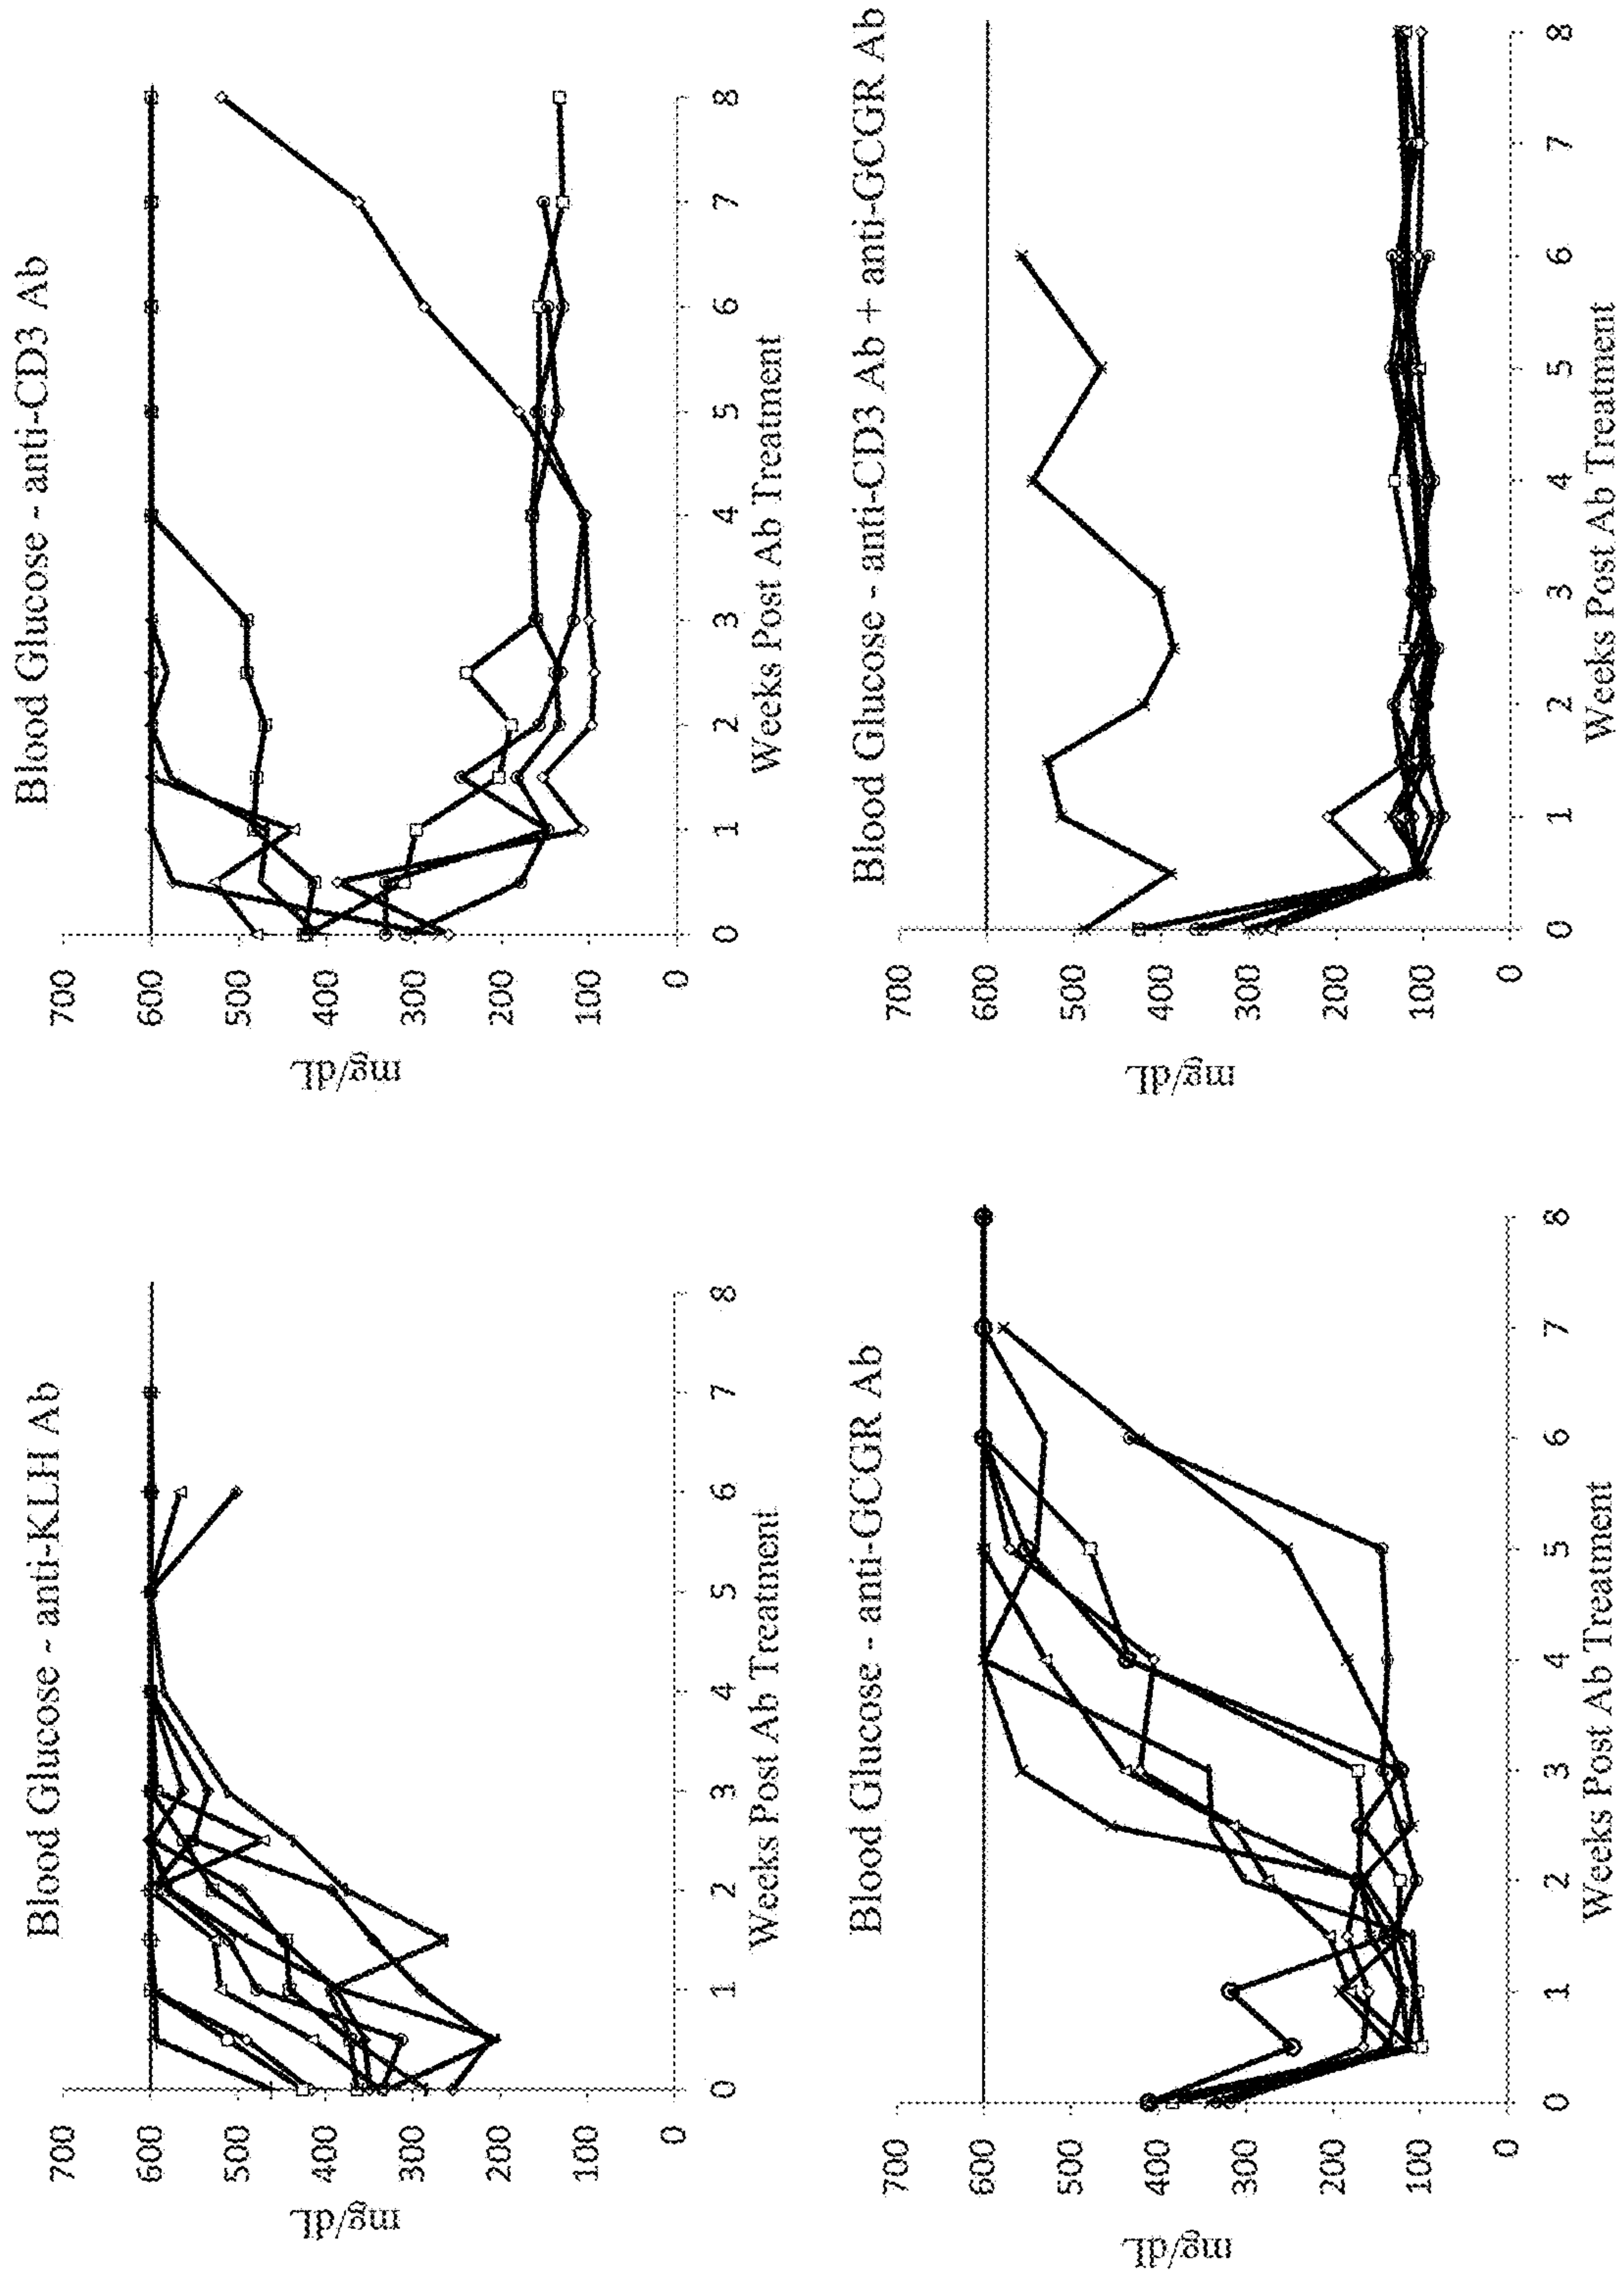 Blood Glucose - anti-KLH Ab
mg/dL
700
600
500
400
300
200
100
0
0 1 2 3 4 5 6 7 8
Weeks Post Ab Treatment
Blood Glucose - anti-CD3 Ab
mg/dL
700
600
500
400
300
200
100
0
0 1 2 3 4 5 6 7 8
Weeks Post Ab Treatment
Blood Glucose - anti-GCGR Ab
mg/dL
700
600
500
400
300
200
100
0
0 1 2 3 4 5 6 7 8
Weeks Post Ab Treatment
Blood Glucose - anti-CD3 Ab + anti-GCGR Ab
mg/dL
700
600
500
400
300
200
100
0
0 1 2 3 4 5 6 7 8
Weeks Post Ab Treatment